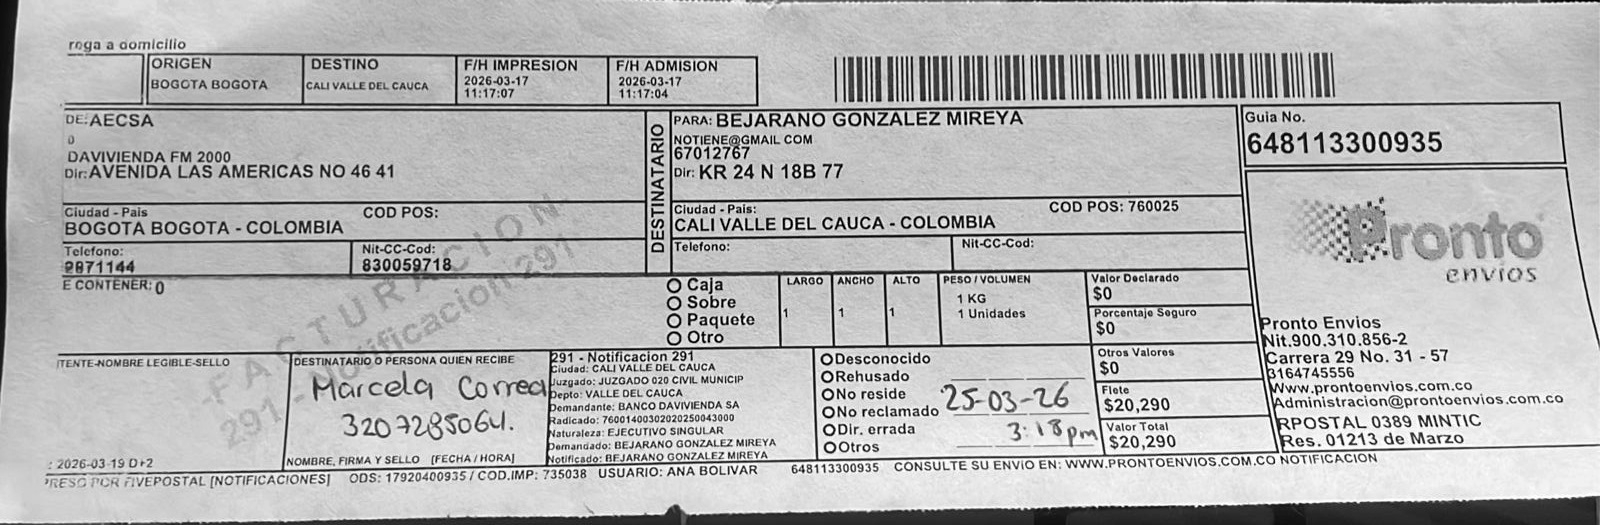 rega a domicilio
ORIGEN
BOGOTA BOGOTA
DESTINO
CALI VALLE DEL CAUCA
F/H IMPRESION
2026-03-17
11:17:07
F/H ADMISION
2026-03-17
11:17:04
DE: AECSA
0
DAVIVIENDA FM 2000
Dir: AVENIDA LAS AMERICAS NO 46 41
Ciudad - Pais
COD POS:
BOGOTA BOGOTA - COLOMBIA
Telefono:
2871144
Nit-CC-Cod:
830059718
DESTINATARIO
PARA: BEJARANO GONZALEZ MIREYA
NOTIENE@GMAIL COM
67012767
Dir: KR 24 N 18B 77
Ciudad - Pais:
COD POS: 760025
CALI VALLE DEL CAUCA - COLOMBIA
Telefono:
Nit-CC-Cod:
Guia No.
648113300935
Pronto
envios
E CONTENER: 0
FACTURACION
291 - Notificacion 291
Caja
Sobre
Paquete
Otro
LARGO
1
ANCHO
1
ALTO
1
PESO / VOLUMEN
1 KG
1 Unidades
Valor Declarado
$0
Porcentaje Seguro
$0
Otros Valores
$0
Flete
$20,290
Valor Total
$20,290
Pronto Envios
Nit.900.310.856-2
Carrera 29 No. 31 - 57
3164745556
Www.prontoenvios.com.co
Administracion@prontoenvios.com.co
RPOSTAL 0389 MINTIC
Res. 01213 de Marzo
TENTE-NOMBRE LEGIBLE-SELLO
: 2026-03-19 D+2
DESTINATARIO O PERSONA QUIEN RECIBE
Marcela Correa
3207285064.
NOMBRE, FIRMA Y SELLO [FECHA / HORA]
291 - Notificacion 291
Ciudad: CALI VALLE DEL CAUCA
Juzgado: JUZGADO 020 CIVIL MUNICIP
Depto: VALLE DEL CAUCA
Demandante: BANCO DAVIVIENDA SA
Radicado: 7600140030202025043000
Naturaleza: EJECUTIVO SINGULAR
Demandado: BEJARANO GONZALEZ MIREYA
Notificado: BEJARANO GONZALEZ MIREYA
Desconocido
Rehusado
No reside
No reclamado
Dir. errada
Otros
25-03-26
3:18pm
RESO POR FIVEPOSTAL [NOTIFICACIONES] ODS: 17920400935 / COD.IMP: 735038 USUARIO: ANA BOLIVAR 648113300935 CONSULTE SU ENVIO EN: WWW.PRONTOENVIOS.COM.CO NOTIFICACION